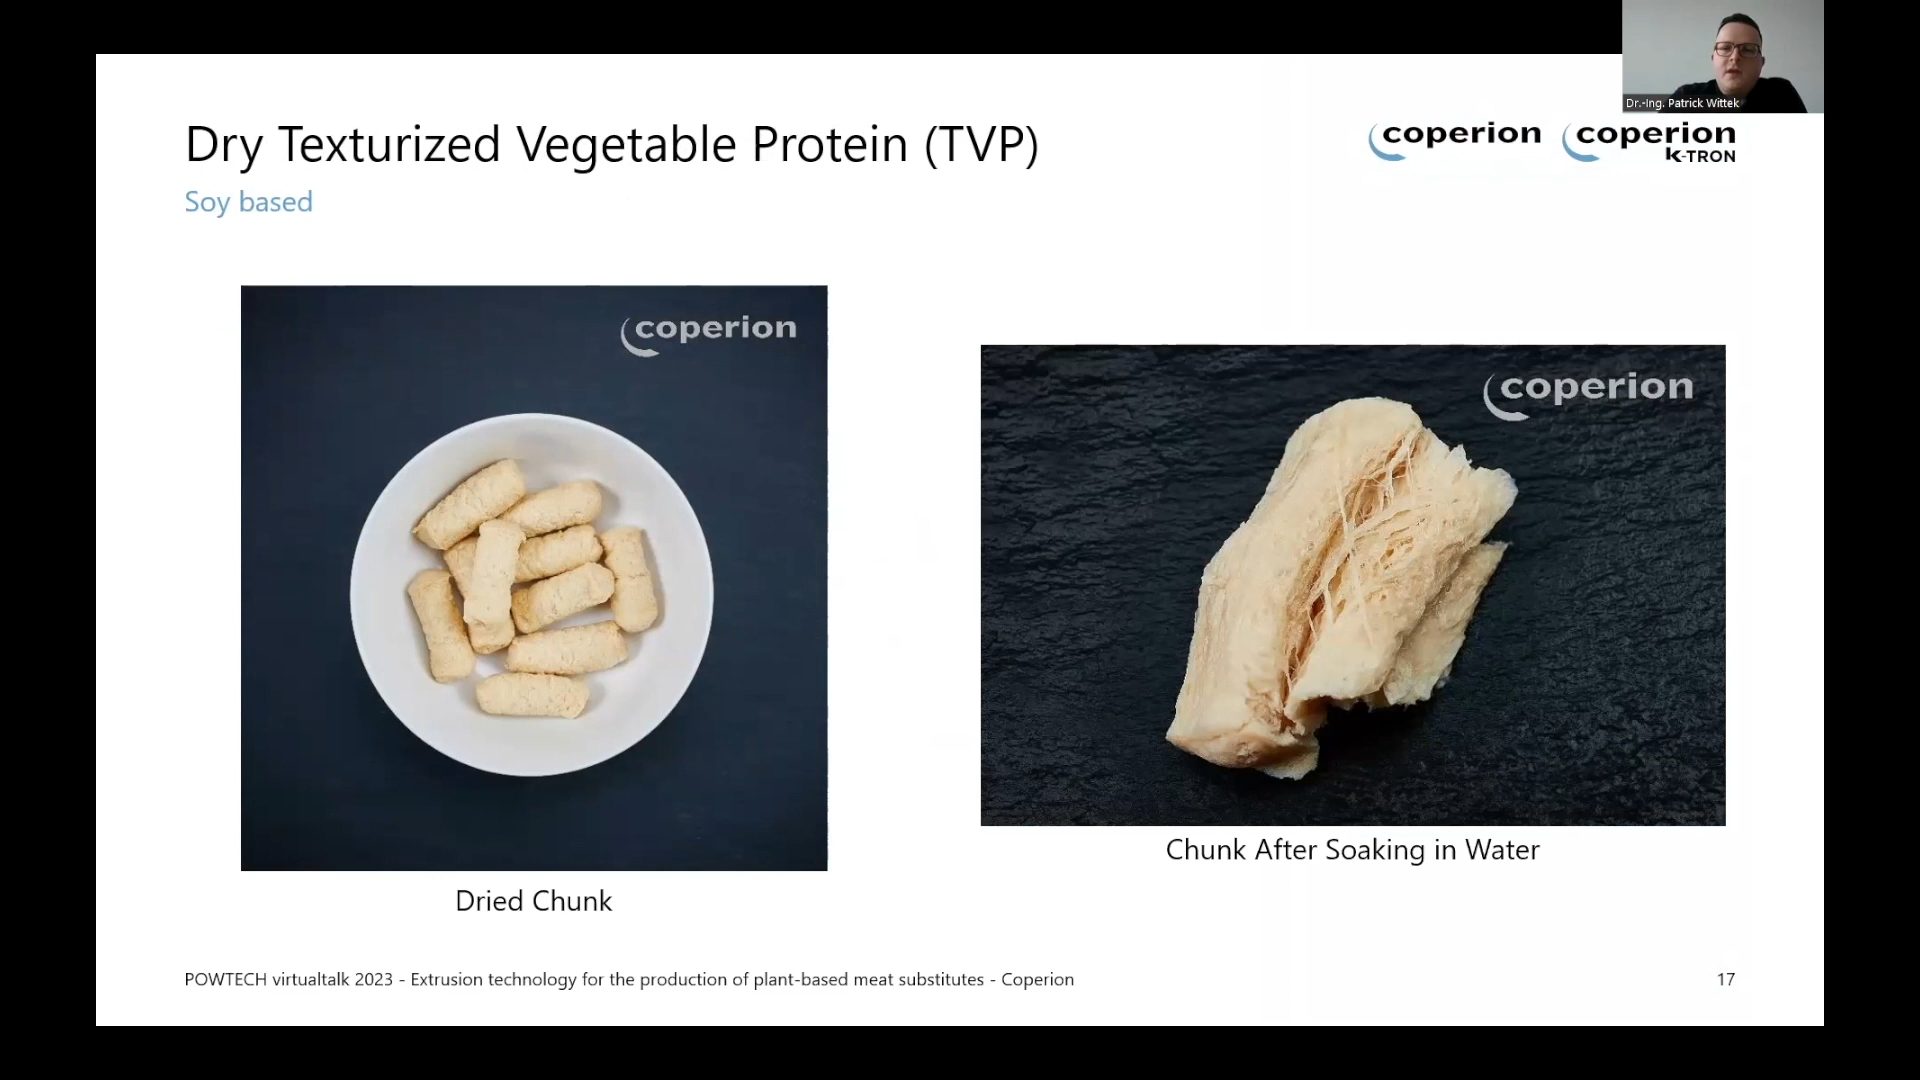 Dr.-Ing. Patrick Wittek
Dry Texturized Vegetable Protein (TVP)
coperion coperion
K-TRON
Soy based
coperion
coperion
Chunk After Soaking in Water
Dried Chunk
POWTECH virtualtalk 2023 - Extrusion technology for the production of plant-based meat substitutes - Coperion
17